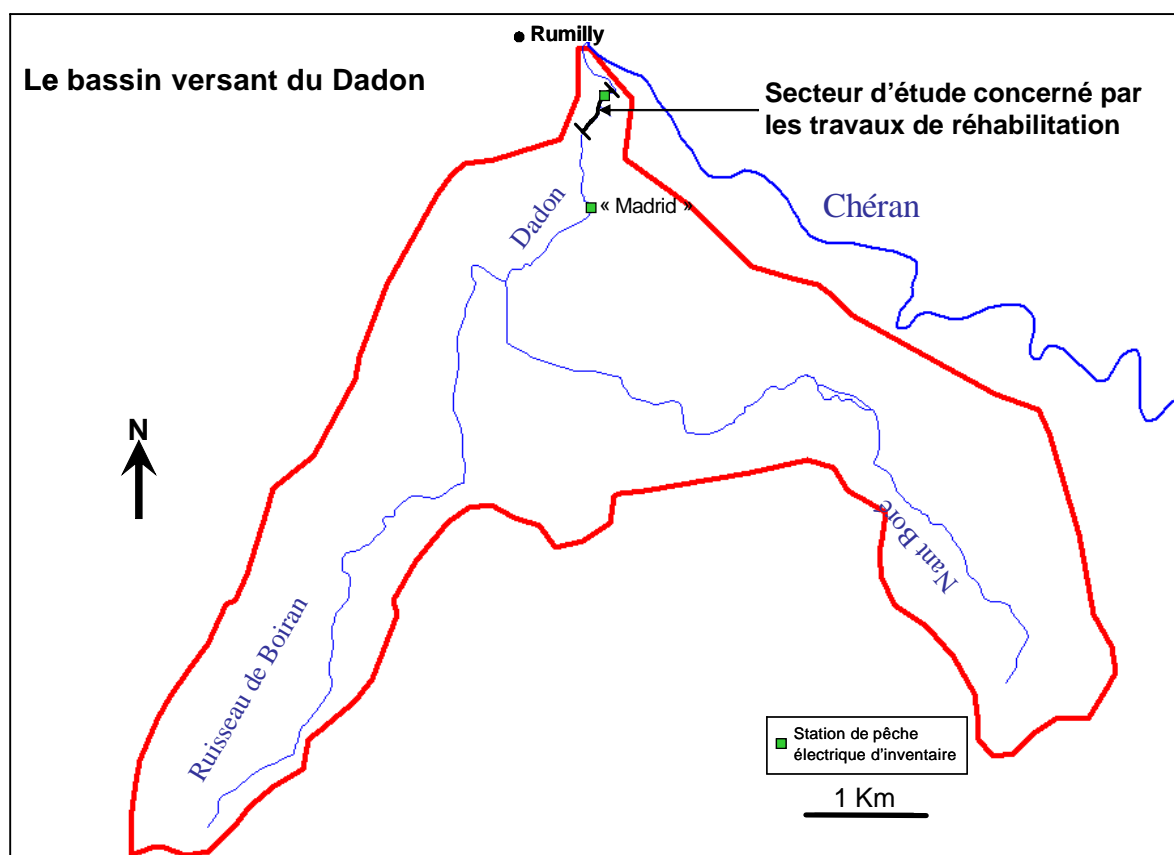 Rumilly
Le bassin versant du Dadon
Secteur d'étude concerné par
les travaux de réhabilitation
Chéran
Dadon
« Madrid »
N
Nant Bore
Ruisseau de Boiran
Station de pêche
électrique d'inventaire
1 Km